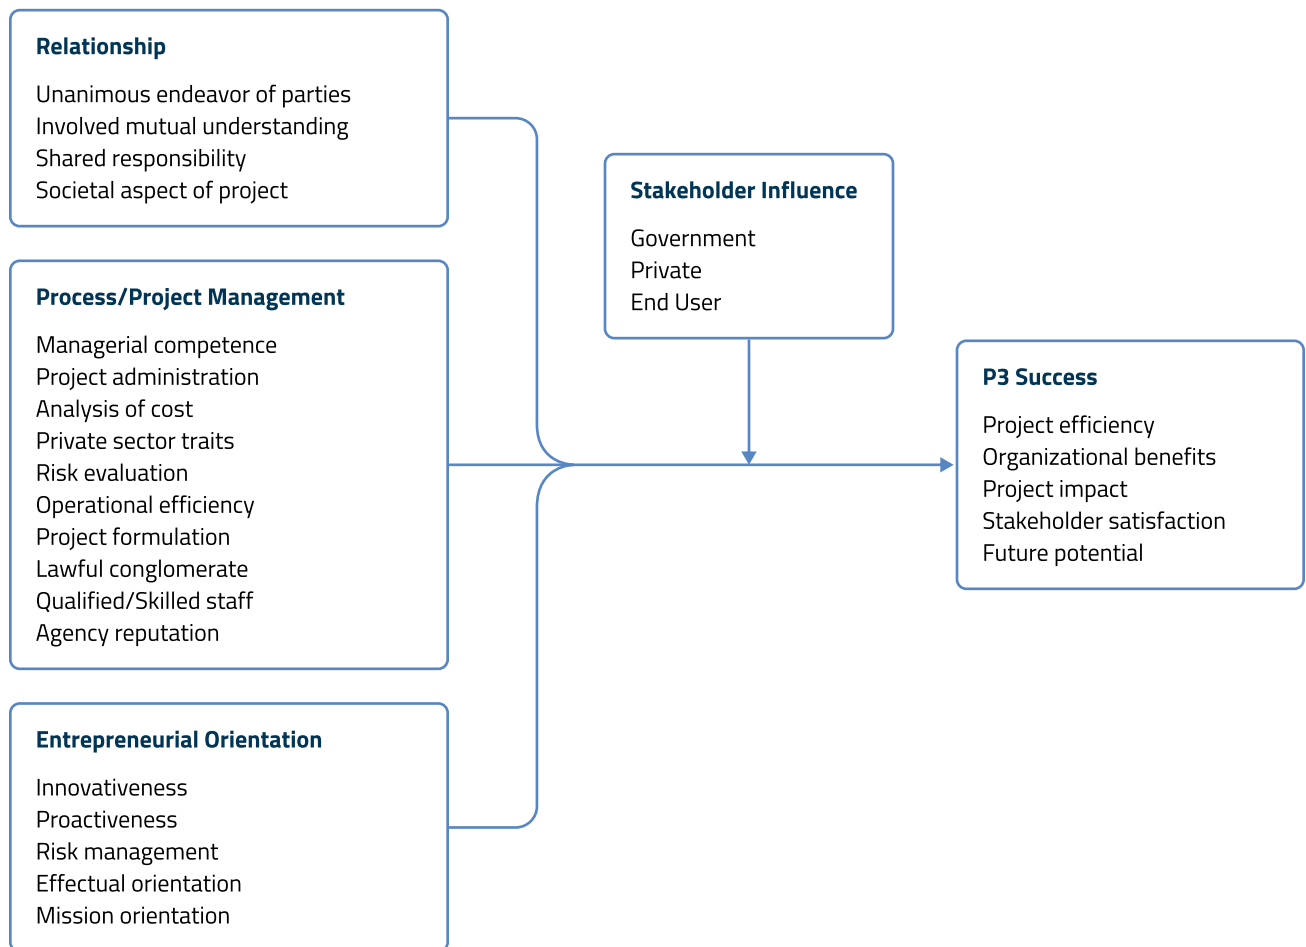 Relationship
Unanimous endeavor of parties
Involved mutual understanding
Shared responsibility
Societal aspect of project
Process/Project Management
Managerial competence
Project administration
Analysis of cost
Private sector traits
Risk evaluation
Operational efficiency
Project formulation
Lawful conglomerate
Qualified/Skilled staff
Agency reputation
Entrepreneurial Orientation
Innovativeness
Proactiveness
Risk management
Effectual orientation
Mission orientation
Stakeholder Influence
Government
Private
End User
P3 Success
Project efficiency
Organizational benefits
Project impact
Stakeholder satisfaction
Future potential